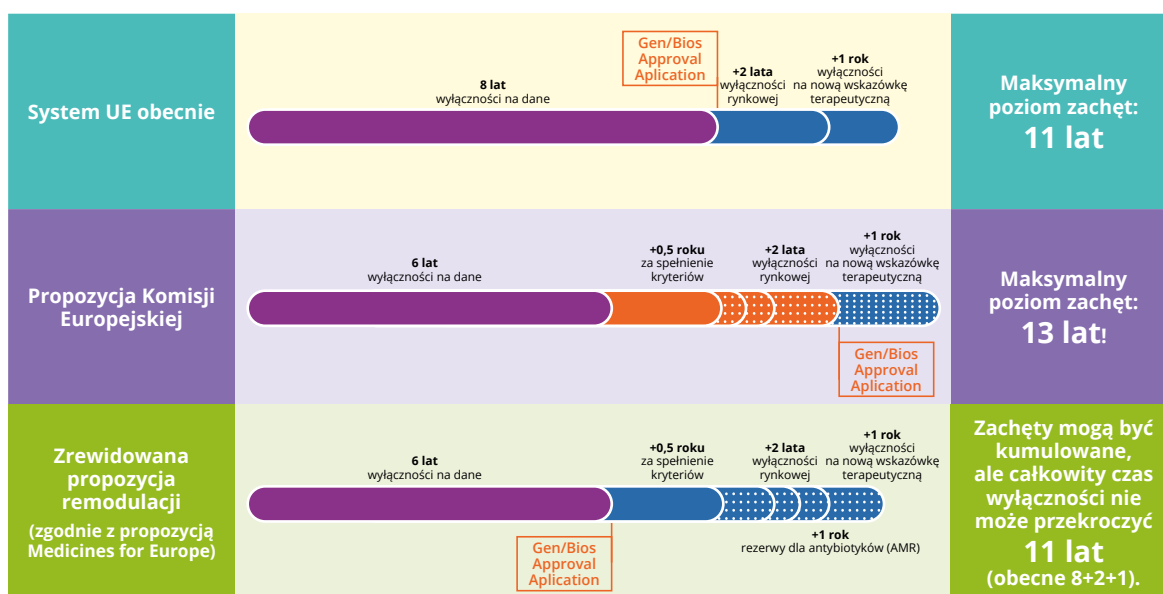 System UE obecnie
8 lat
wyłączności na dane
Gen/Bios
Approval
Aplication
+2 lata
wyłączności
rynkowej
+1 rok
wyłączności
na nową wskazówkę
terapeutyczną
Maksymalny
poziom zachęt:
11 lat
Propozycja Komisji
Europejskiej
6 lat
wyłączności na dane
+0,5 roku
za spełnienie
kryteriów
+2 lata
wyłączności
rynkowej
+1 rok
wyłączności
na nową wskazówkę
terapeutyczną
Gen/Bios
Approval
Aplication
Maksymalny
poziom zachęt:
13 lat!
Zrewidowana
propozycja
remodulacji
(zgodnie z propozycją
Medicines for Europe)
6 lat
wyłączności na dane
+0,5 roku
za spełnienie
kryteriów
+2 lata
wyłączności
rynkowej
+1 rok
wyłączności
na nową wskazówkę
terapeutyczną
Gen/Bios
Approval
Aplication
+1 rok
rezerwy dla antybiotyków (AMR)
Zachęty mogą być
kumulowane,
ale całkowity czas
wyłączności nie
może przekroczyć
11 lat
(obecne 8+2+1).